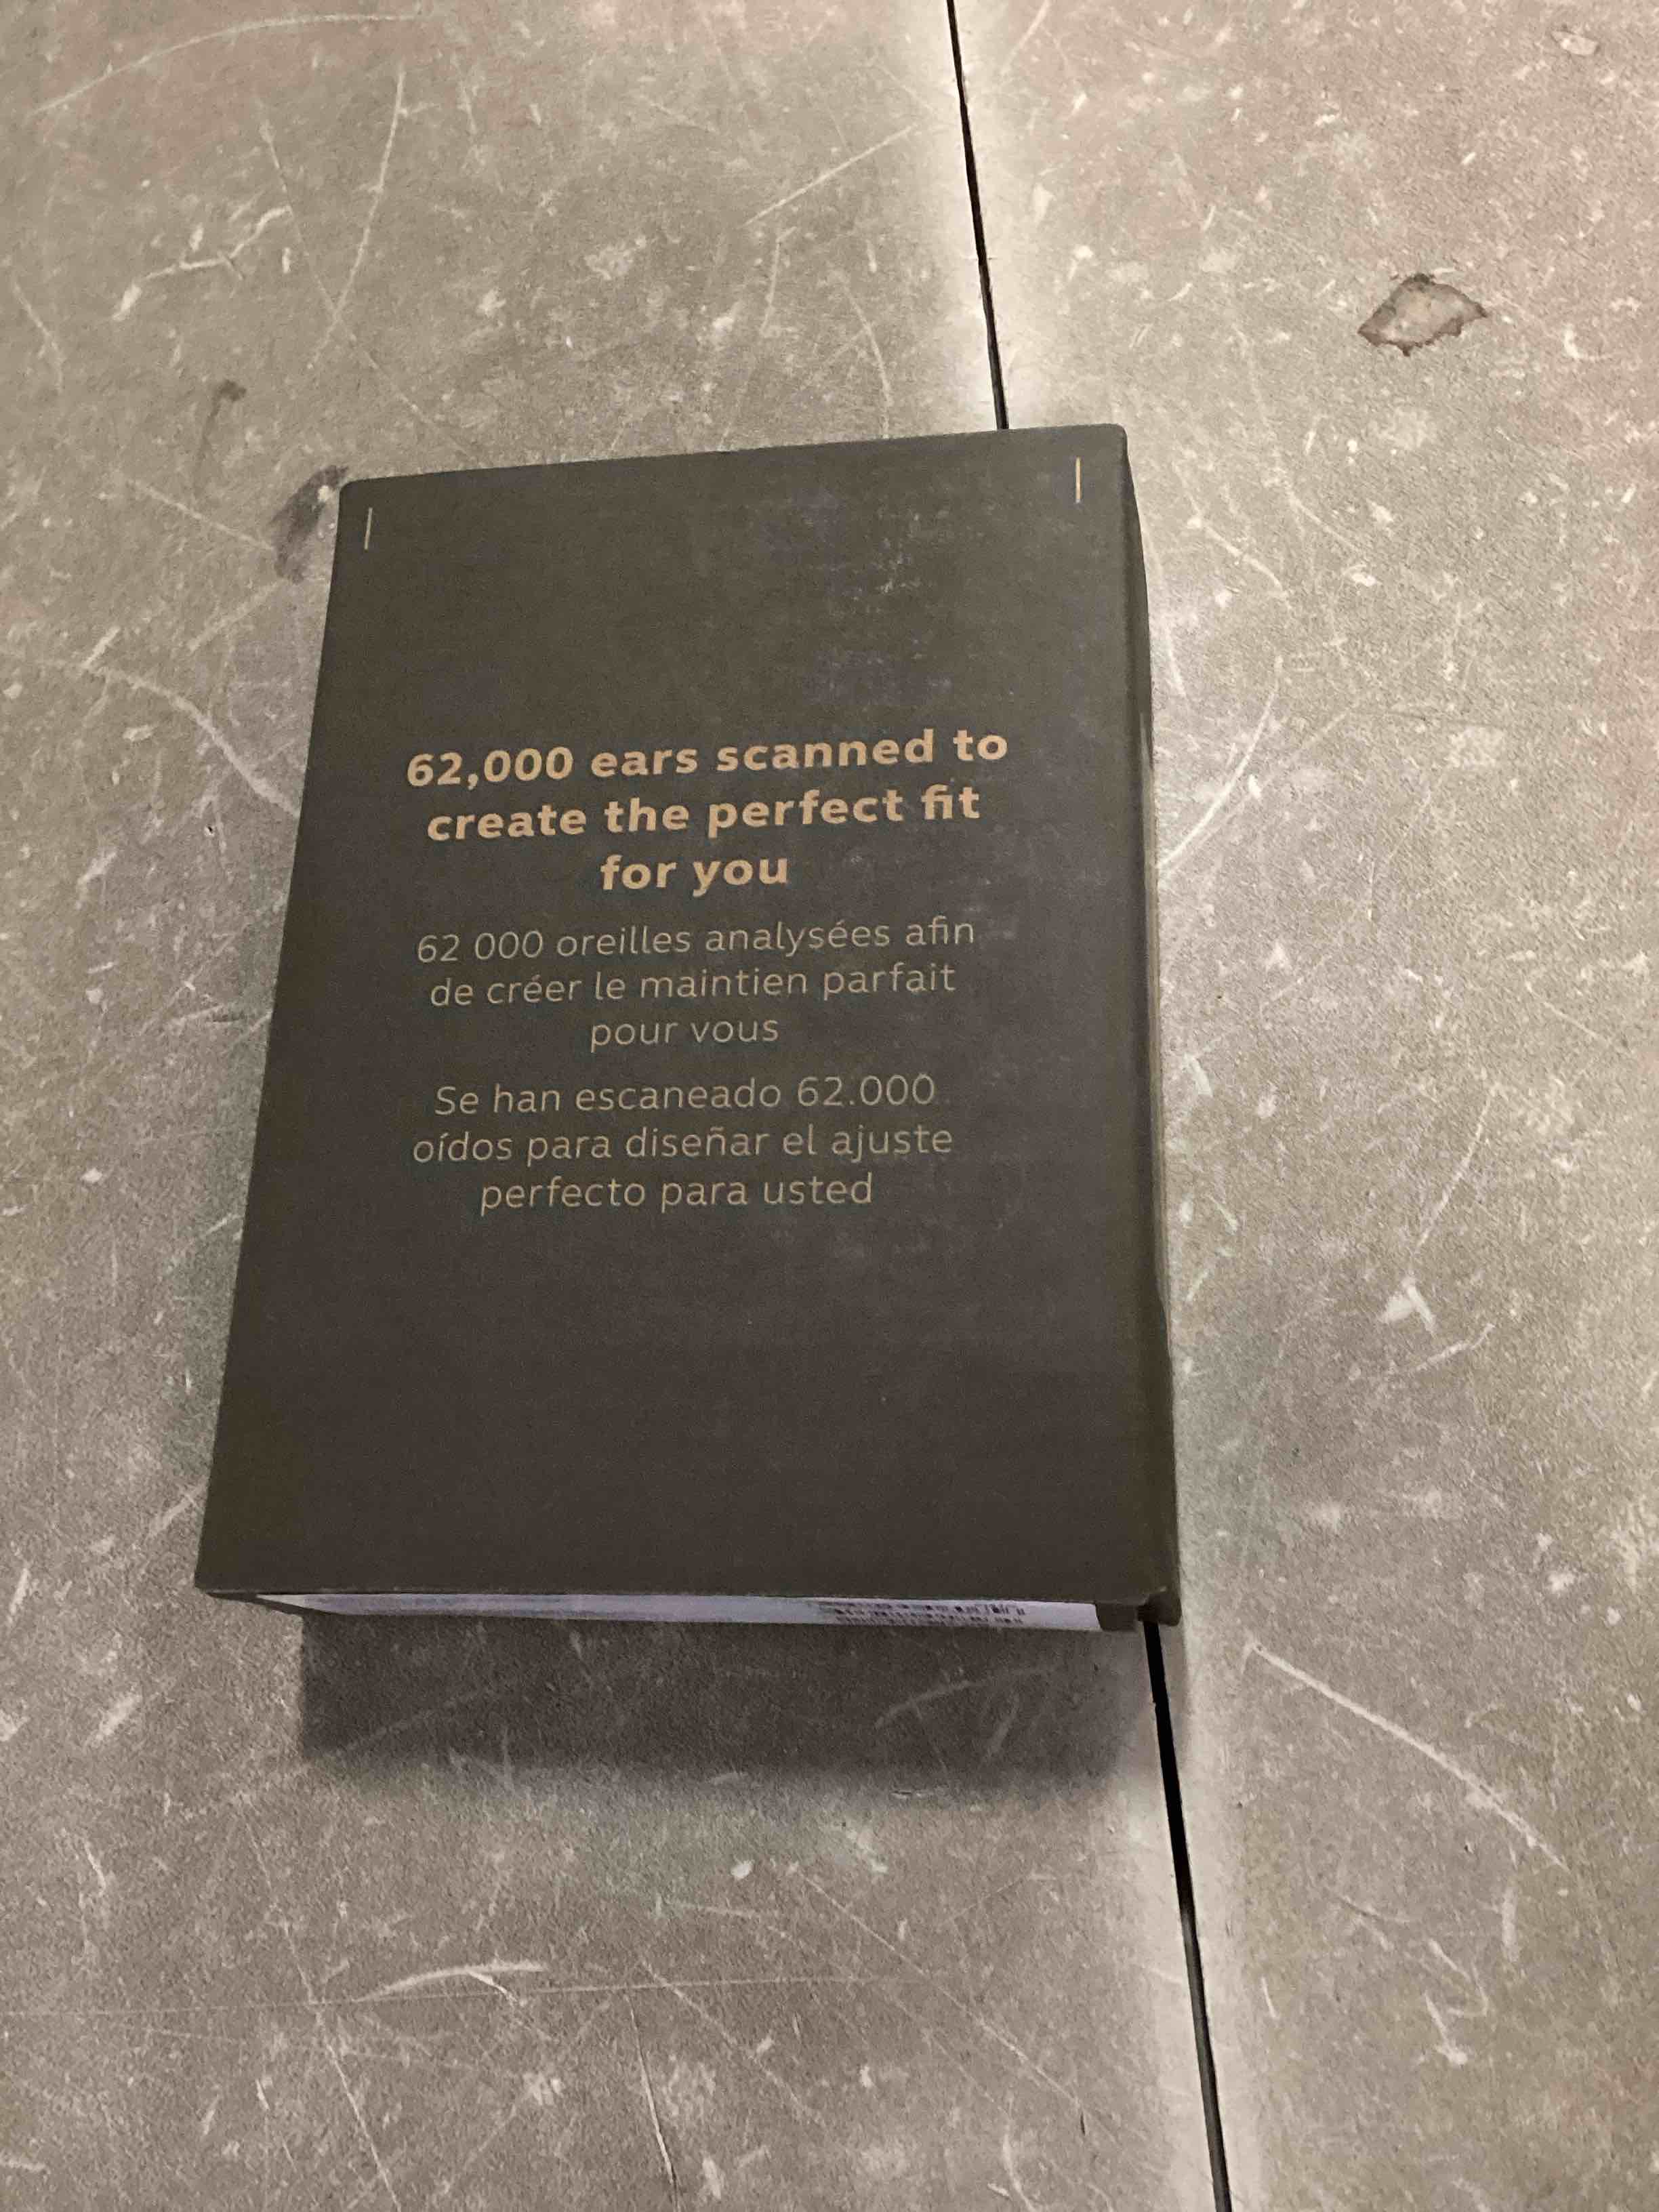 62,000 ears scanned to
create the perfect fit
for you
62 000 oreilles analysées afin
de créer le maintien parfait
pour vous
Se han escaneado 62.000
oídos para diseñar el ajuste
perfecto para usted